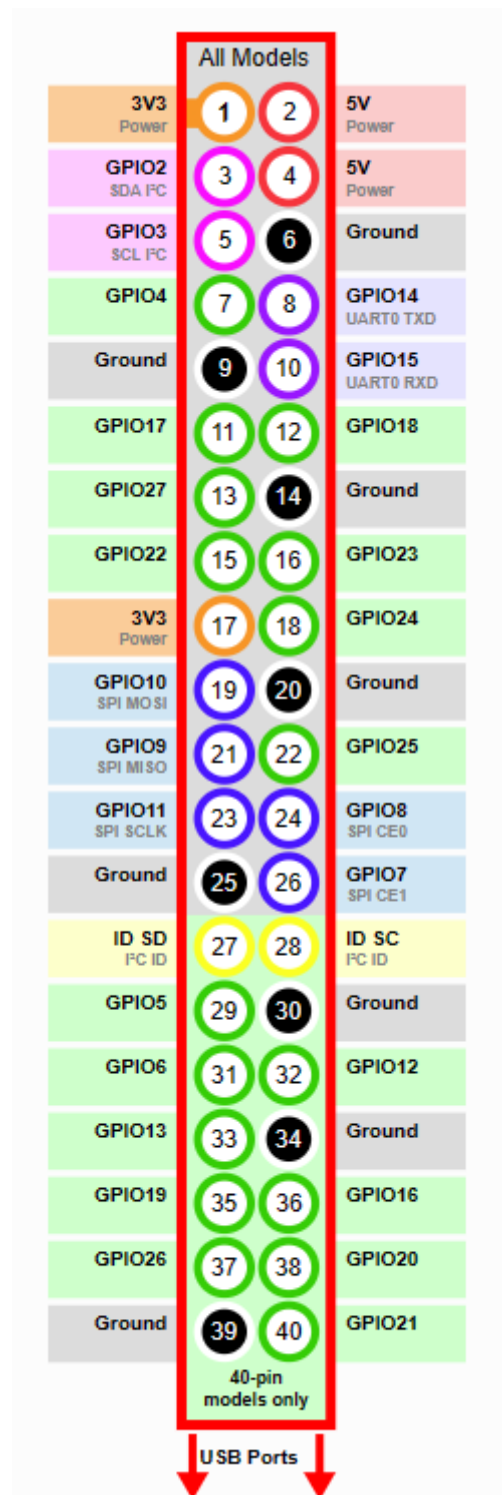 All Models
3V3 1 2 5V
Power Power
GPIO2 3 4 5V
SDA I²C Power
GPIO3 5 6 Ground
SCL I²C
GPIO4 7 8 GPIO14
UART0 TXD
Ground 9 10 GPIO15
UART0 RXD
GPIO17 11 12 GPIO18
GPIO27 13 14 Ground
GPIO22 15 16 GPIO23
3V3 17 18 GPIO24
Power
GPIO10 19 20 Ground
SPI MOSI
GPIO9 21 22 GPIO25
SPI MISO
GPIO11 23 24 GPIO8
SPI SCLK SPI CE0
Ground 25 26 GPIO7
SPI CE1
ID SD 27 28 ID SC
I²C ID I²C ID
GPIO5 29 30 Ground
GPIO6 31 32 GPIO12
GPIO13 33 34 Ground
GPIO19 35 36 GPIO16
GPIO26 37 38 GPIO20
Ground 39 40 GPIO21
40-pin
models only
USB Ports